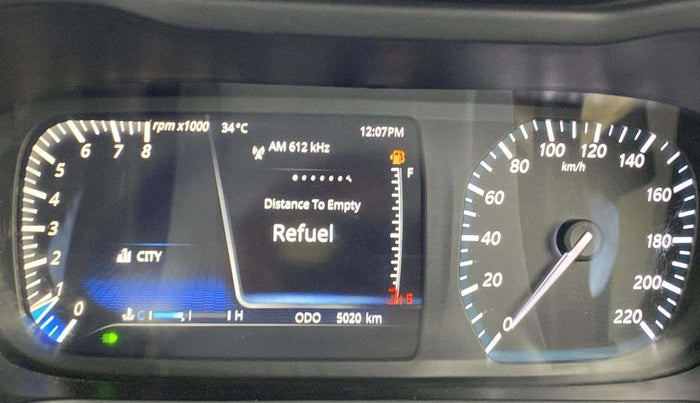 rpm x1000 34°C 12:07PM
AM 612 kHz
F
Distance To Empty
Refuel
E
CITY
C H ODO 5020 km
0 1 2 3 4 5 6 7 8
km/h
0 20 40 60 80 100 120 140 160 180 200 220